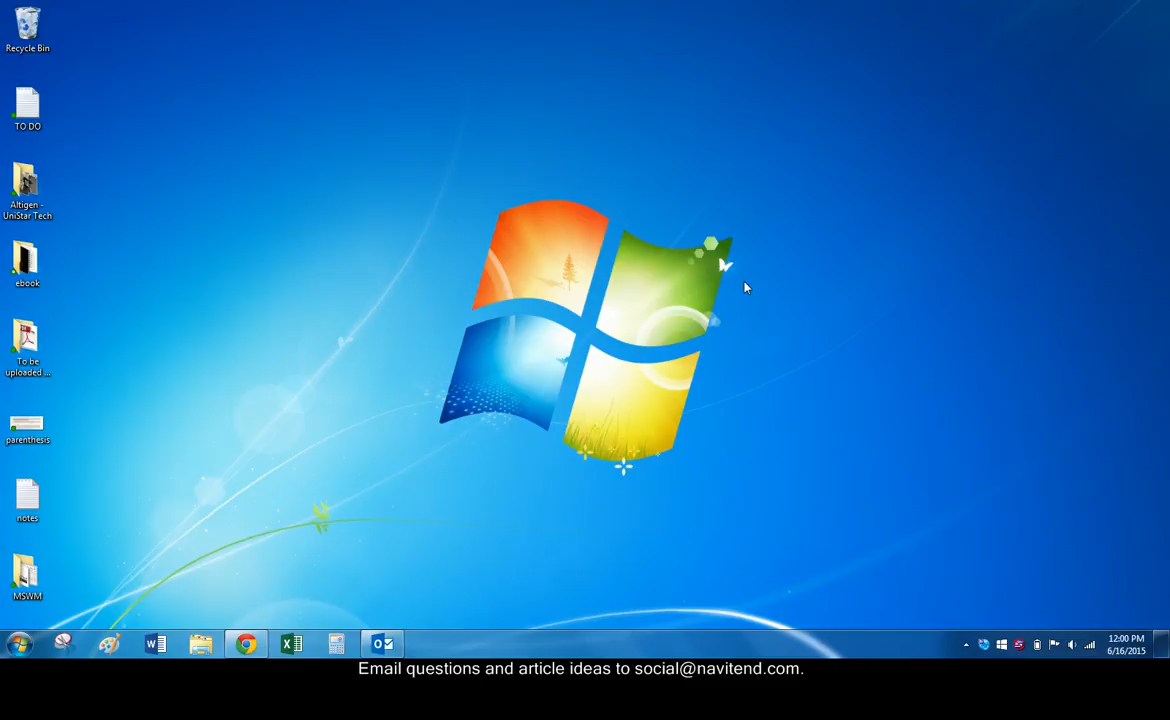 Recycle Bin
TO DO
Altigen -
UniStar Tech
ebook
To be
uploaded ...
parenthesis
notes
MSWM
12:00 PM
6/16/2015
Email questions and article ideas to social@navitend.com.